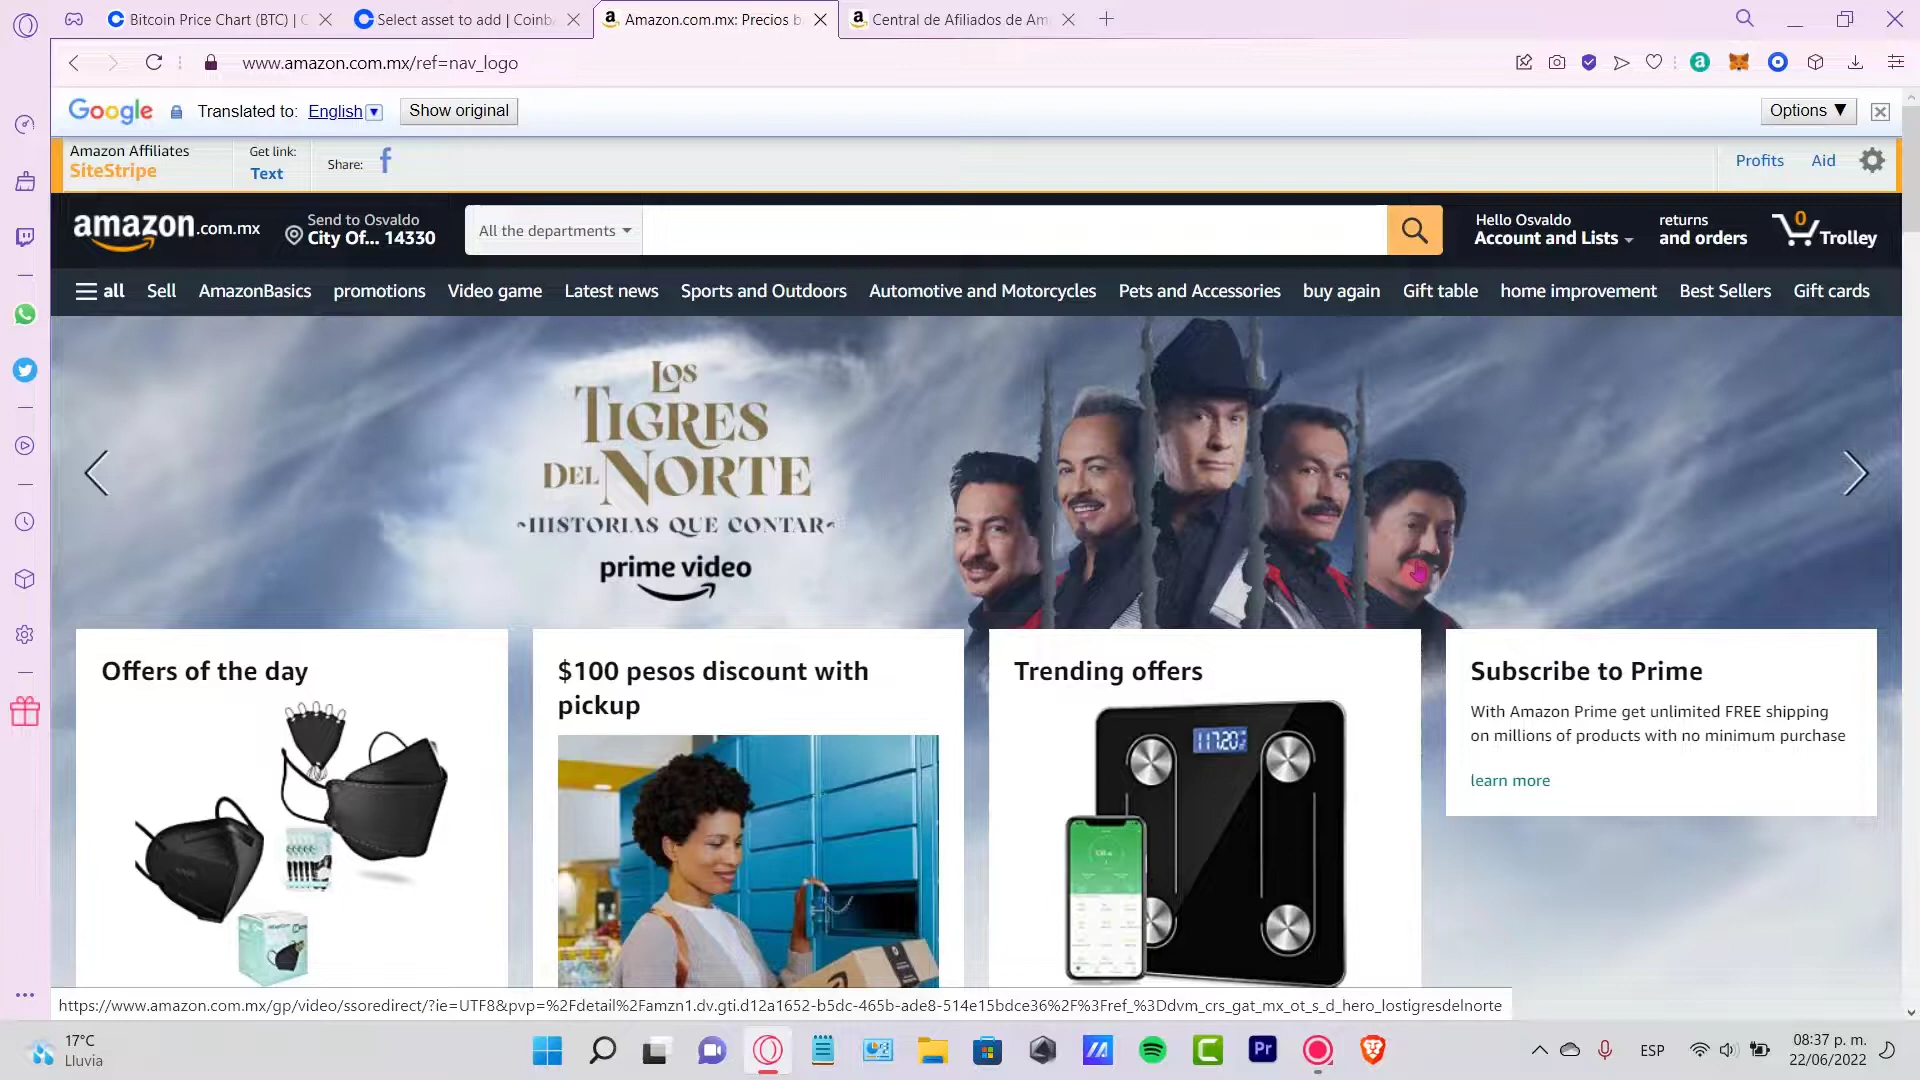 Bitcoin Price Chart (BTC) | C
Select asset to add | Coinb
Amazon.com.mx: Precios b
Central de Afiliados de Am
www.amazon.com.mx/ref=nav_logo
Google
Translated to: English
Show original
Options ▼
Amazon Affiliates
SiteStripe
Get link:
Text
Share:
Profits
Aid
amazon.com.mx
Send to Osvaldo
City Of... 14330
All the departments
Hello Osvaldo
Account and Lists
returns
and orders
0
Trolley
all
Sell
AmazonBasics
promotions
Video game
Latest news
Sports and Outdoors
Automotive and Motorcycles
Pets and Accessories
buy again
Gift table
home improvement
Best Sellers
Gift cards
Los
Tigres
del Norte
~HISTORIAS QUE CONTAR~
prime video
Offers of the day
$100 pesos discount with
pickup
Trending offers
117.20
Subscribe to Prime
With Amazon Prime get unlimited FREE shipping
on millions of products with no minimum purchase
learn more
https://www.amazon.com.mx/gp/video/ssoredirect/?ie=UTF8&pvp=%2Fdetail%2Famzn1.dv.gti.d12a1652-b5dc-465b-ade8-514e15bdce36%2F%3Fref_%3Ddvm_crs_gat_mx_ot_s_d_hero_lostigresdelnorte
17°C
Lluvia
Pr
ESP
08:37 p. m.
22/06/2022